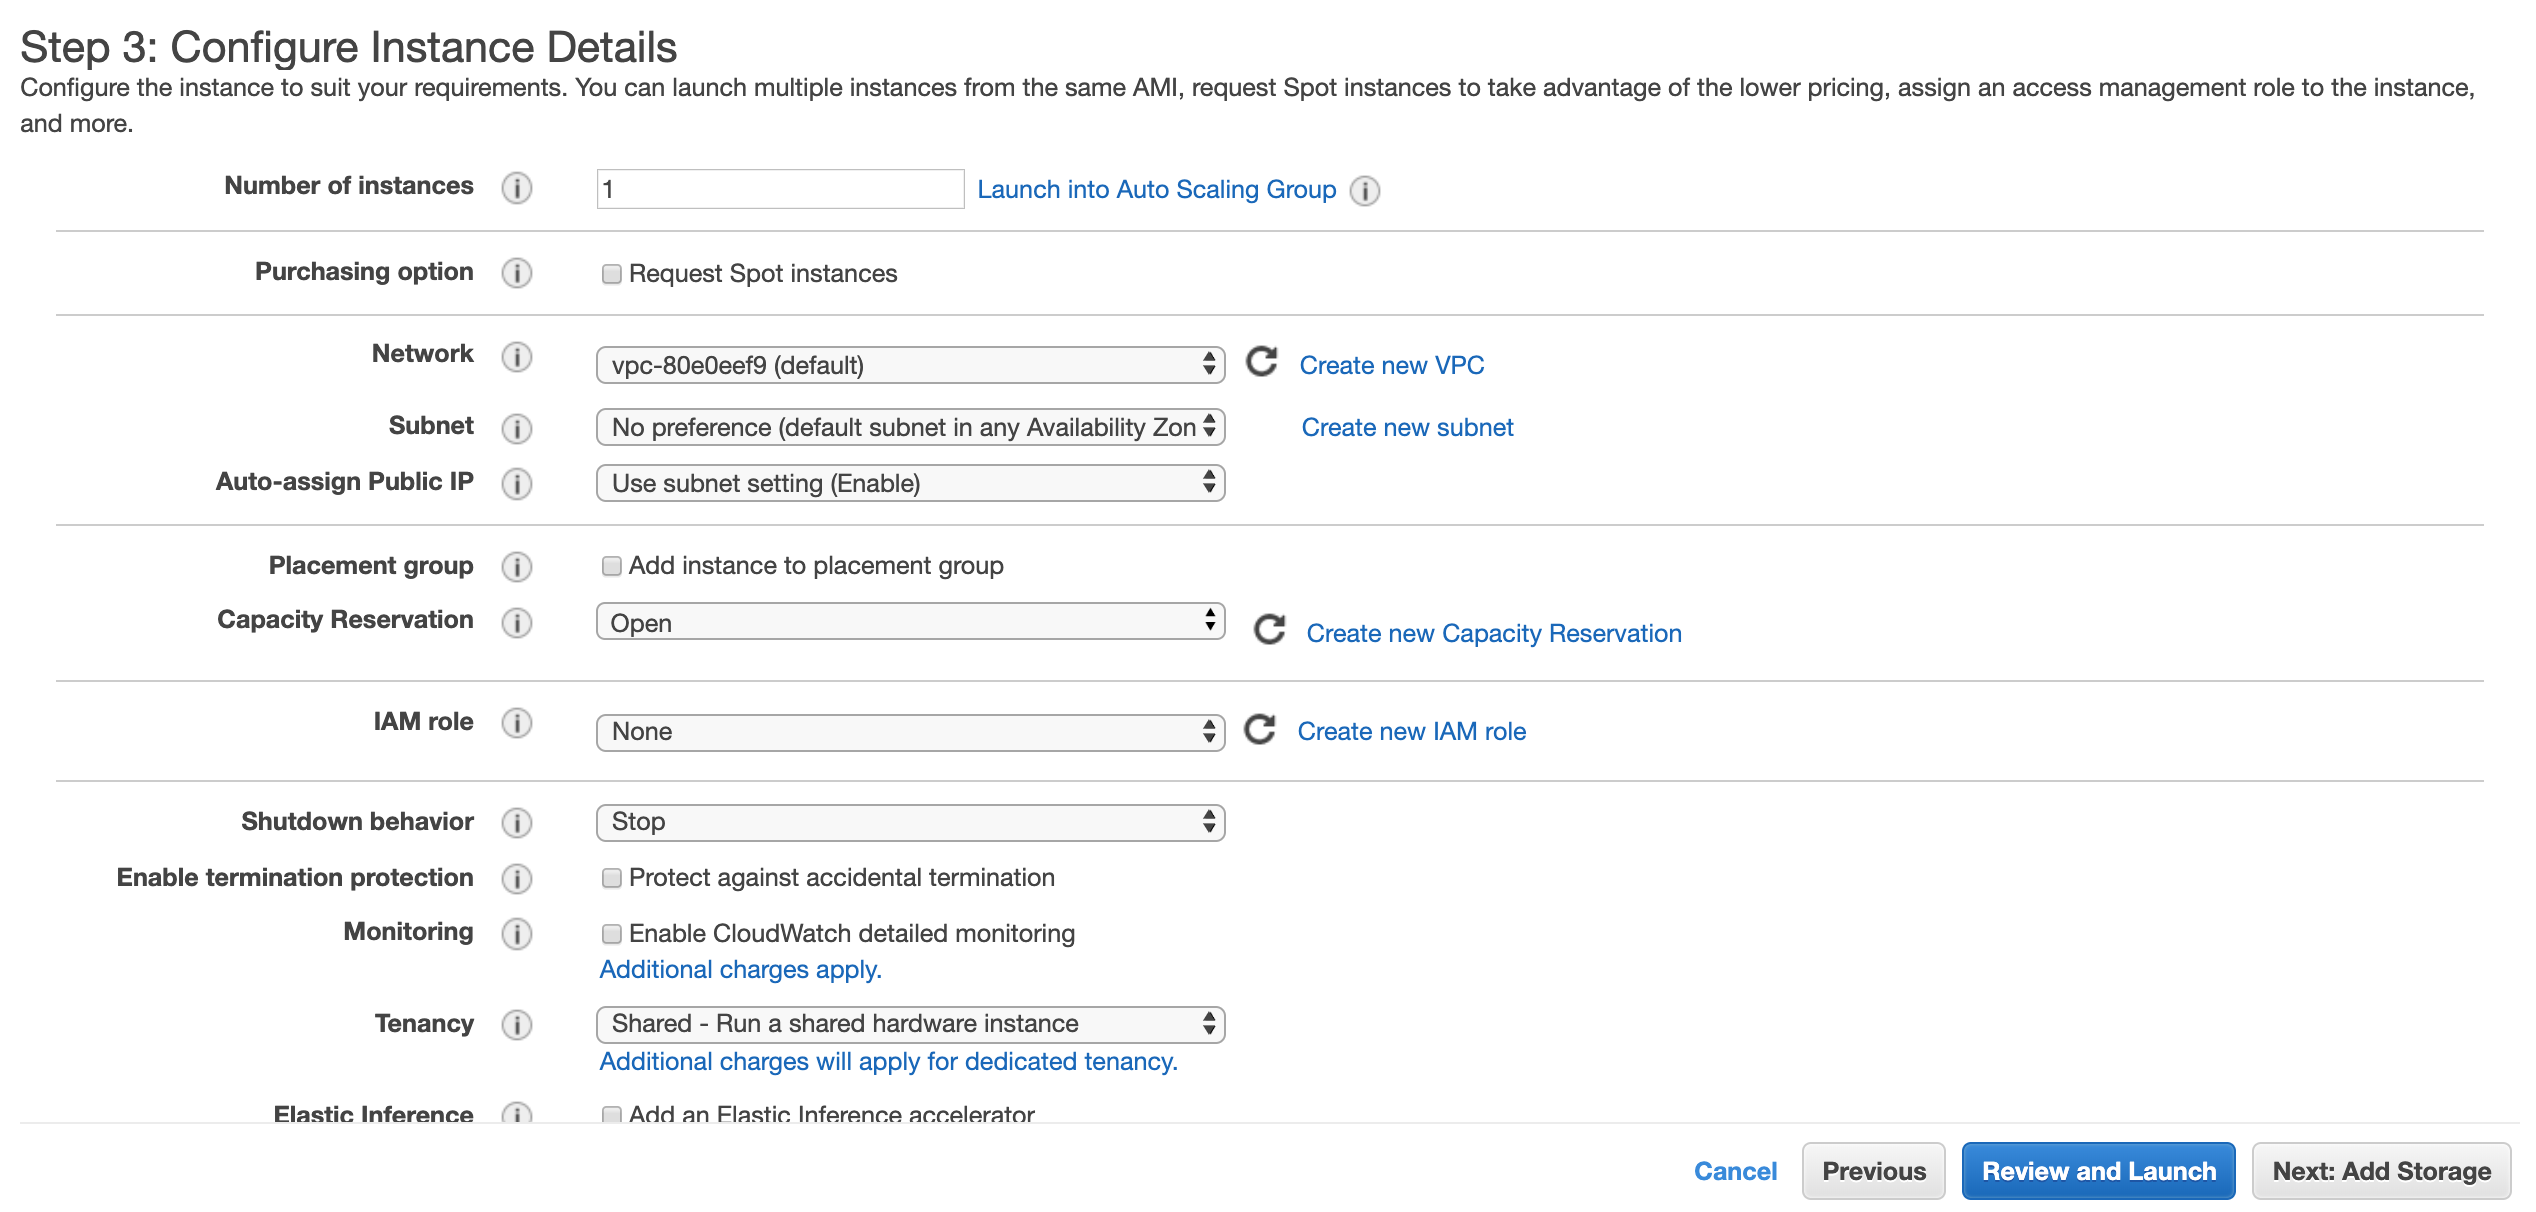 Step 3: Configure Instance Details
Configure the instance to suit your requirements. You can launch multiple instances from the same AMI, request Spot instances to take advantage of the lower pricing, assign an access management role to the instance,
and more.
Number of instances i 1 Launch into Auto Scaling Group i
Purchasing option i Request Spot instances
Network i vpc-80e0eef9 (default) Create new VPC
Subnet i No preference (default subnet in any Availability Zon Create new subnet
Auto-assign Public IP i Use subnet setting (Enable)
Placement group i Add instance to placement group
Capacity Reservation i Open Create new Capacity Reservation
IAM role i None Create new IAM role
Shutdown behavior i Stop
Enable termination protection i Protect against accidental termination
Monitoring i Enable CloudWatch detailed monitoring
Additional charges apply.
Tenancy i Shared - Run a shared hardware instance
Additional charges will apply for dedicated tenancy.
Elastic Inference i Add an Elastic Inference accelerator
Cancel Previous Review and Launch Next: Add Storage